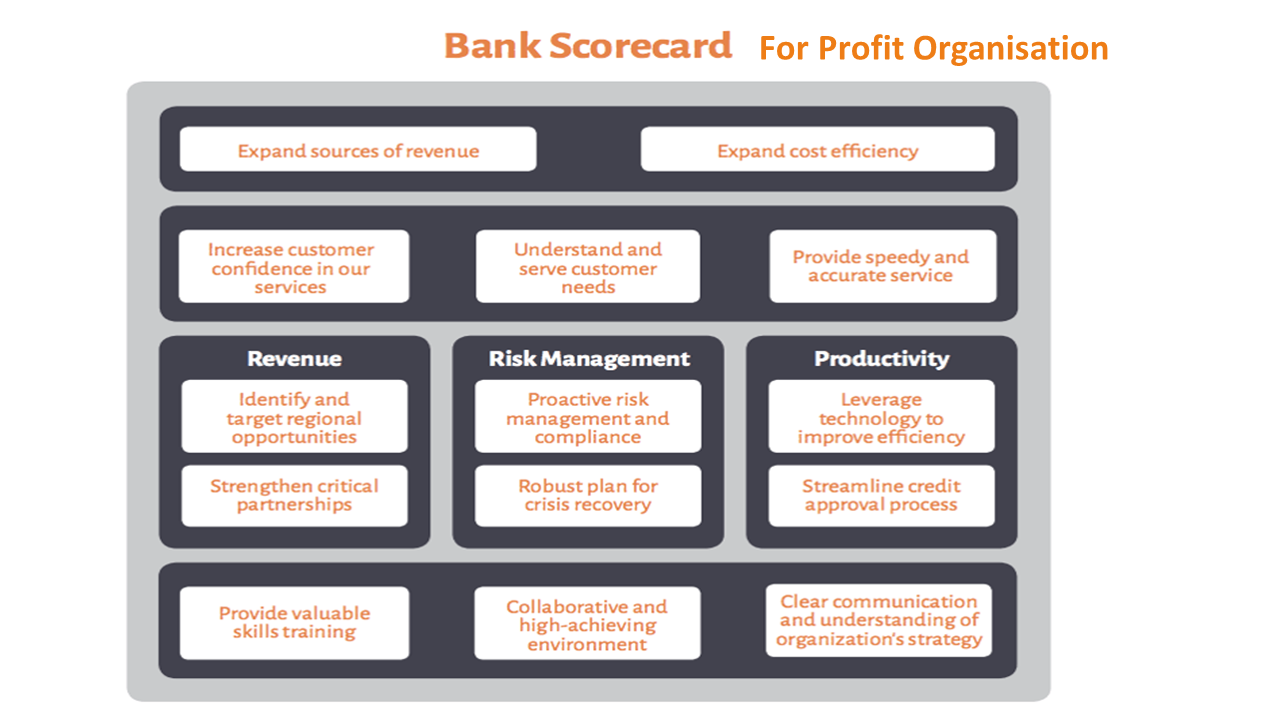 Bank Scorecard For Profit Organisation
Expand sources of revenue
Expand cost efficiency
Increase customer
confidence in our
services
Understand and
serve customer
needs
Provide speedy and
accurate service
Revenue
Identify and
target regional
opportunities
Strengthen critical
partnerships
Risk Management
Proactive risk
management and
compliance
Robust plan for
crisis recovery
Productivity
Leverage
technology to
improve efficiency
Streamline credit
approval process
Provide valuable
skills training
Collaborative and
high-achieving
environment
Clear communication
and understanding of
organization's strategy